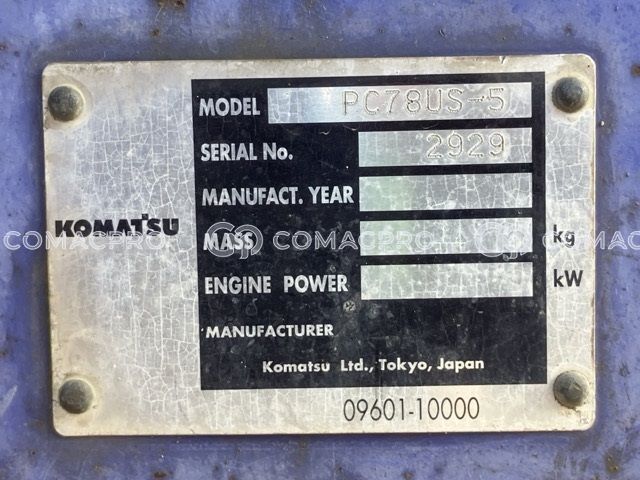 MODEL PC78US-5
SERIAL No. 2929
MANUFACT. YEAR
KOMATSU
MASS kg
COMACPRO COMACPRO COMACPRO
ENGINE POWER kW
MANUFACTURER
Komatsu Ltd., Tokyo, Japan
09601-10000